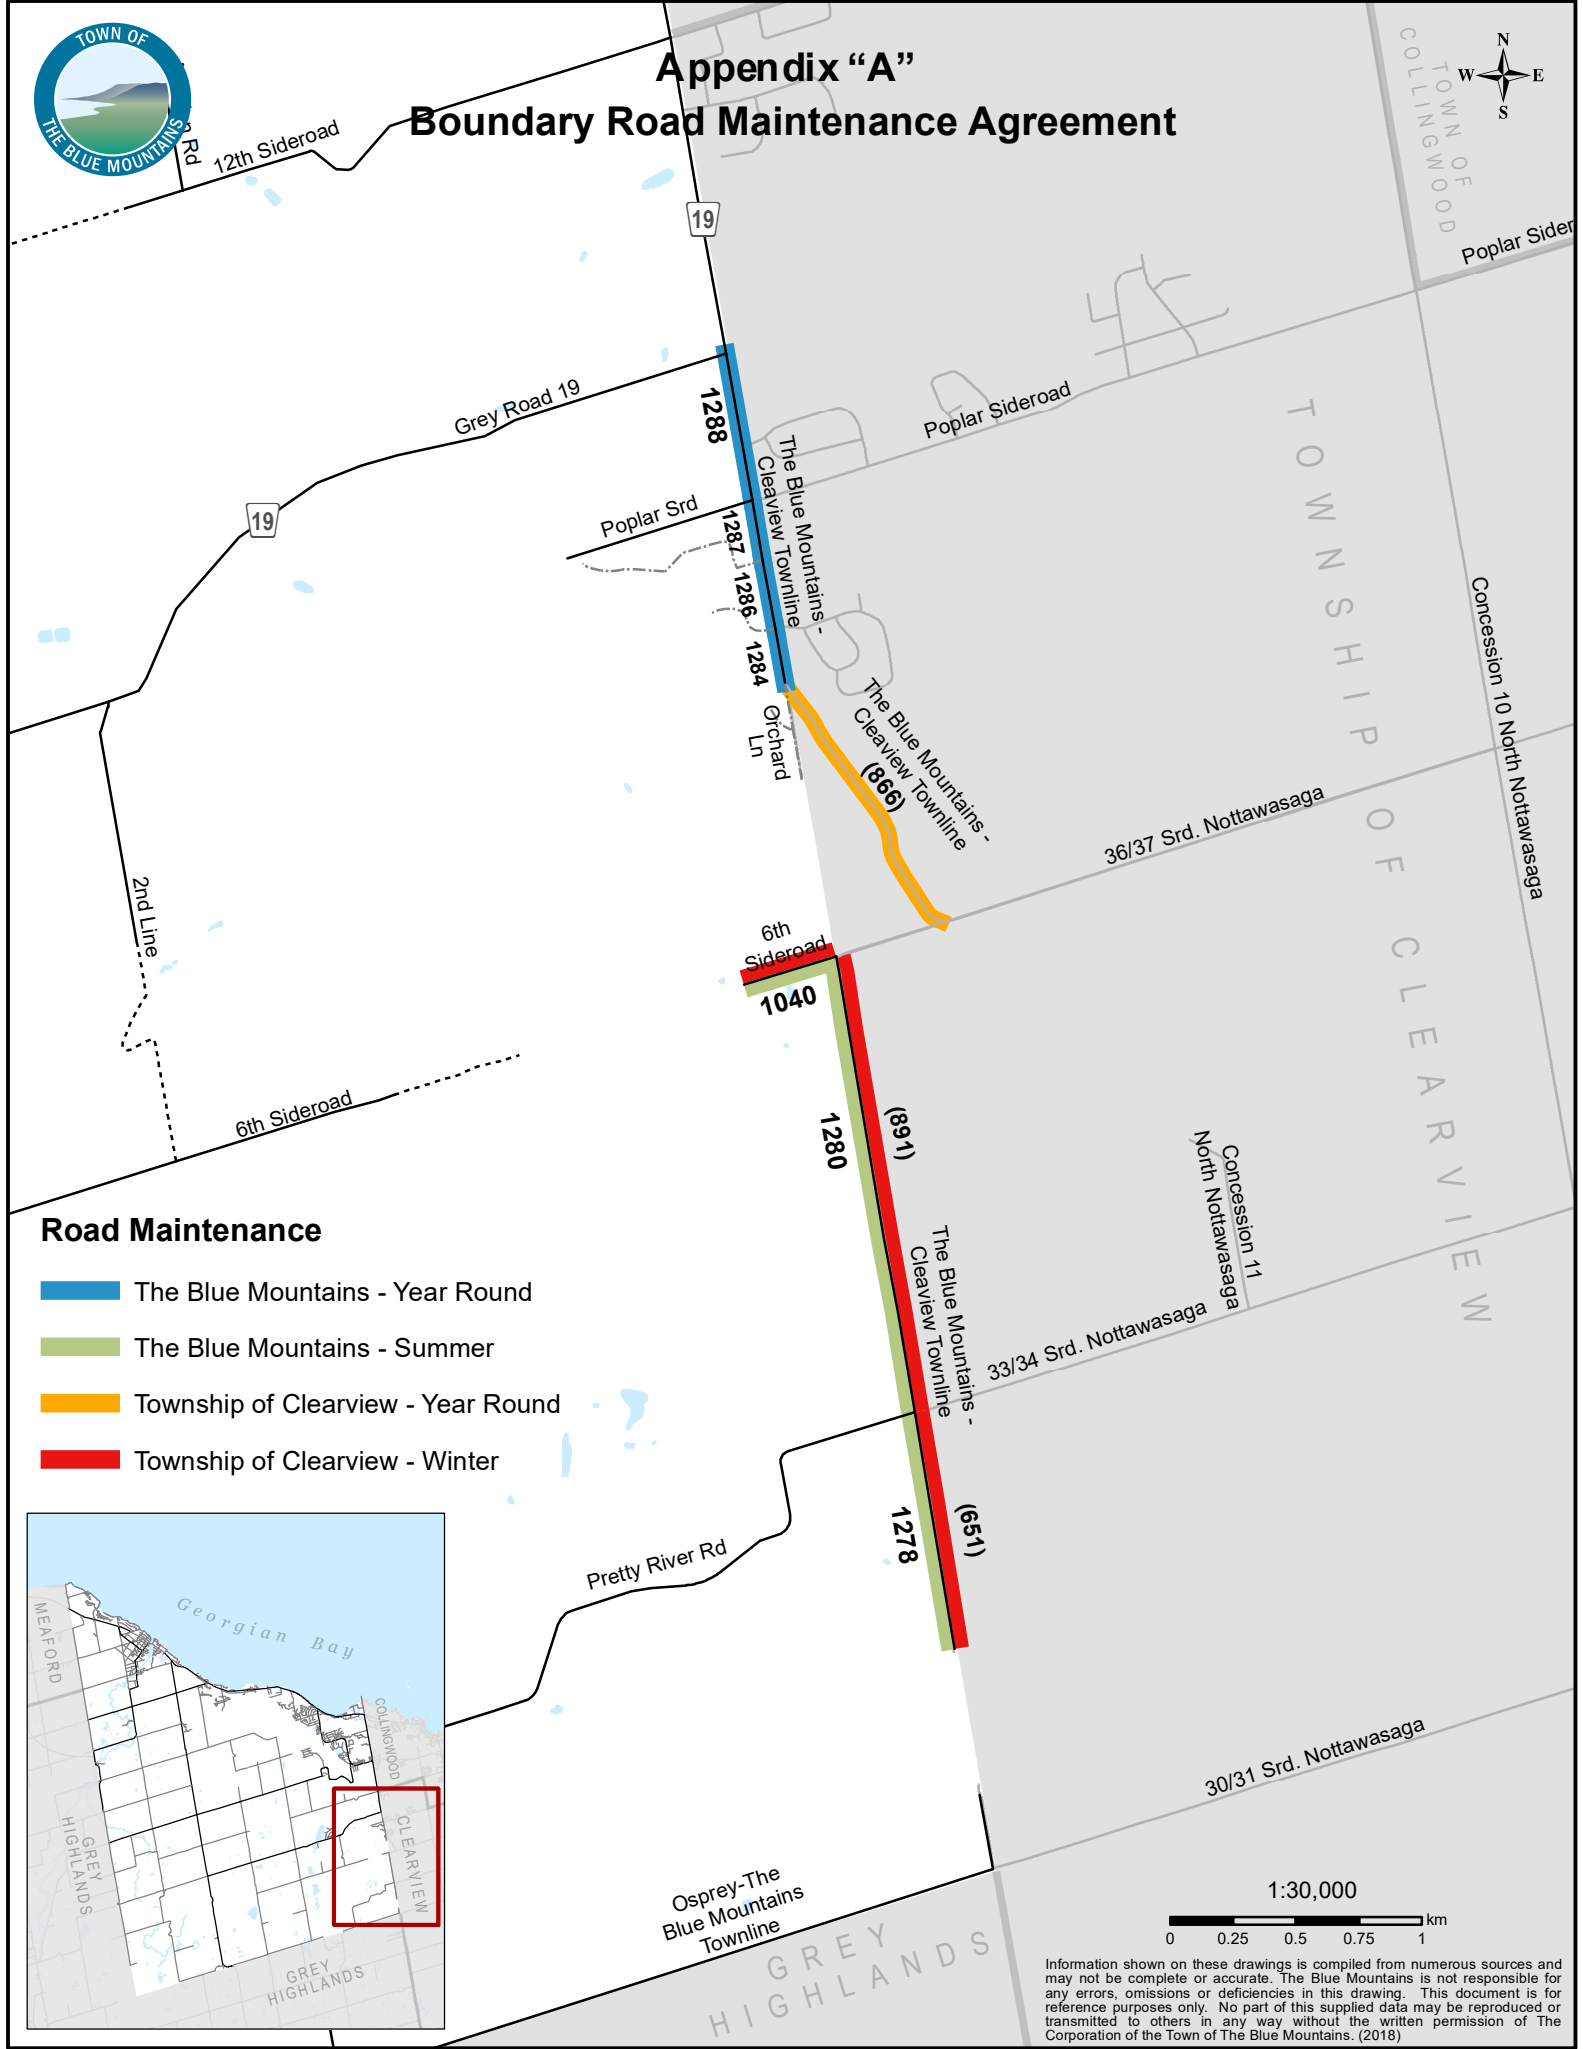 TOWN OF
THE BLUE MOUNTAINS
Appendix “A”
Boundary Road Maintenance Agreement
N
W
E
S
TOWN OF
COLLINGWOOD
Rd
12th Sideroad
19
Poplar Sider
Grey Road 19
1288
Poplar Sideroad
The Blue Mountains -
Cleaview Townline
19
Poplar Srd
1287
1286
1284
Orchard
Ln
The Blue Mountains -
Cleaview Townline
(866)
TOWNSHIP OF CLEARVIEW
Concession 10 North Nottawasaga
36/37 Srd. Nottawasaga
2nd Line
6th
Sideroad
1040
6th Sideroad
1280
(891)
Concession 11
North Nottawasaga
The Blue Mountains -
Cleaview Townline
33/34 Srd. Nottawasaga
Road Maintenance
The Blue Mountains - Year Round
The Blue Mountains - Summer
Township of Clearview - Year Round
Township of Clearview - Winter
1278
(651)
Pretty River Rd
30/31 Srd. Nottawasaga
Georgian Bay
MEAFORD
COLLINGWOOD
CLEARVIEW
GREY
HIGHLANDS
GREY
HIGHLANDS
Osprey-The
Blue Mountains
Townline
GREY
HIGHLANDS
1:30,000
km
0 0.25 0.5 0.75 1
Information shown on these drawings is compiled from numerous sources and
may not be complete or accurate. The Blue Mountains is not responsible for
any errors, omissions or deficiencies in this drawing. This document is for
reference purposes only. No part of this supplied data may be reproduced or
transmitted to others in any way without the written permission of The
Corporation of the Town of The Blue Mountains. (2018)